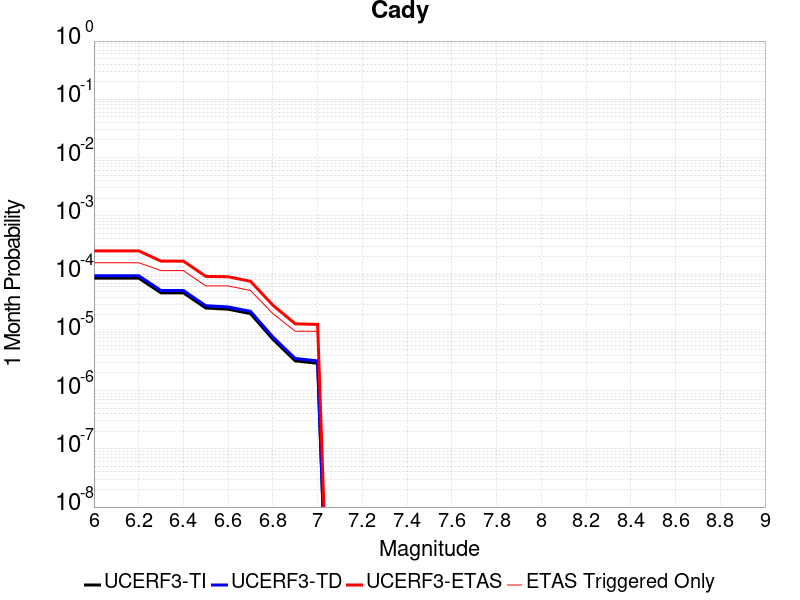 Cady
10 0
10 -1
10 -2
10 -3
10 -4
10 -5
10 -6
10 -7
10 -8
1 Month Probability
6 6.2 6.4 6.6 6.8 7 7.2 7.4 7.6 7.8 8 8.2 8.4 8.6 8.8 9
Magnitude
UCERF3-TI UCERF3-TD UCERF3-ETAS ETAS Triggered Only